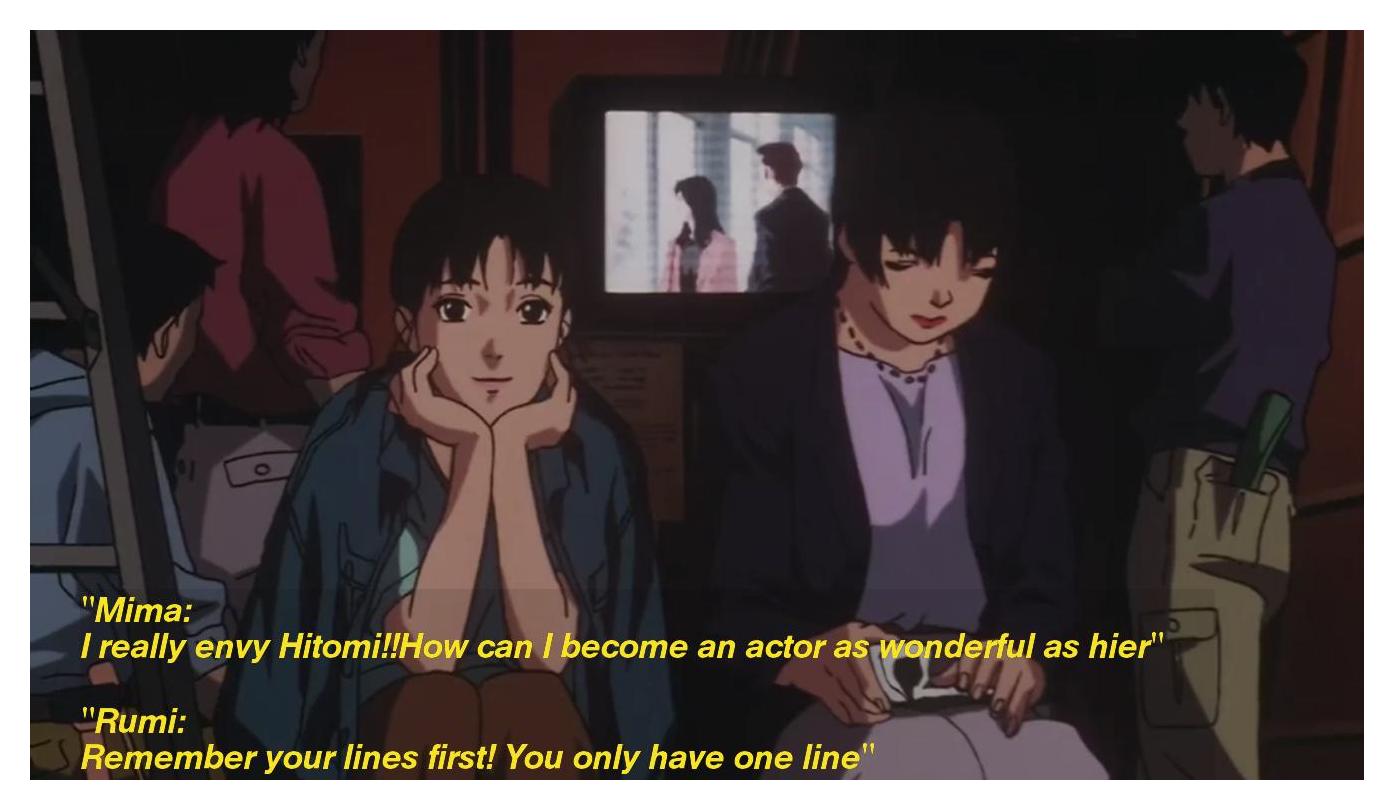 "Mima:
I really envy Hitomi!!How can I become an actor as wonderful as hier"
"Rumi:
Remember your lines first! You only have one line"